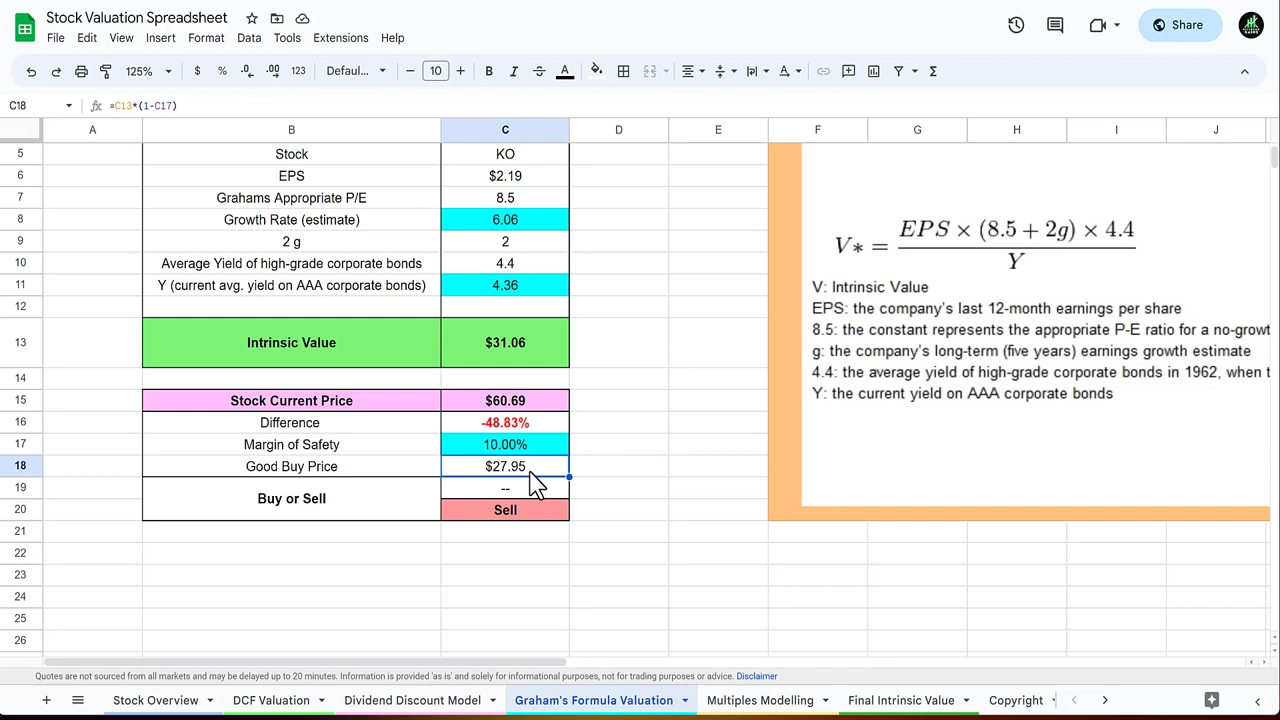 Stock Valuation Spreadsheet
File Edit View Insert Format Data Tools Extensions Help
Share
125% $ % .0 .00 123 Defaul... 10 B I A
C18 fx =C13*(1-C17)
A B C D E F G H I J
5 Stock KO
6 EPS $2.19
7 Grahams Appropriate P/E 8.5
8 Growth Rate (estimate) 6.06
9 2 g 2
10 Average Yield of high-grade corporate bonds 4.4
11 Y (current avg. yield on AAA corporate bonds) 4.36
12
13 Intrinsic Value $31.06
14
15 Stock Current Price $60.69
16 Difference -48.83%
17 Margin of Safety 10.00%
18 Good Buy Price $27.95
19 Buy or Sell --
20 Sell
21
22
23
24
25
26
V* = EPS × (8.5 + 2g) × 4.4
Y
V: Intrinsic Value
EPS: the company's last 12-month earnings per share
8.5: the constant represents the appropriate P-E ratio for a no-growt
g: the company's long-term (five years) earnings growth estimate
4.4: the average yield of high-grade corporate bonds in 1962, when t
Y: the current yield on AAA corporate bonds
Quotes are not sourced from all markets and may be delayed up to 20 minutes. Information is provided 'as is' and solely for informational purposes, not for trading purposes or advice. Disclaimer
Stock Overview DCF Valuation Dividend Discount Model Graham's Formula Valuation Multiples Modelling Final Intrinsic Value Copyright